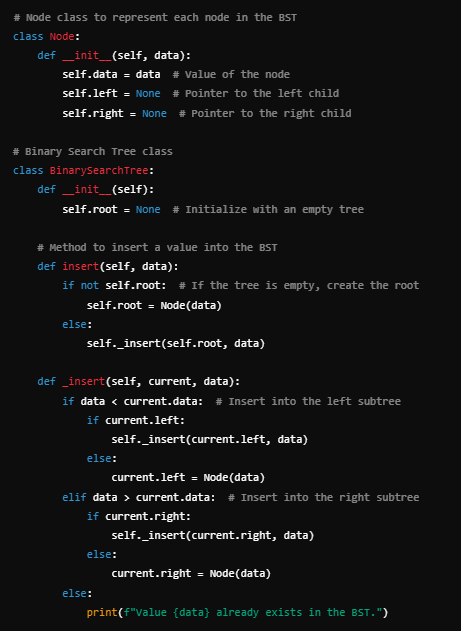 # Node class to represent each node in the BST
class Node:
    def __init__(self, data):
        self.data = data  # Value of the node
        self.left = None  # Pointer to the left child
        self.right = None  # Pointer to the right child

# Binary Search Tree class
class BinarySearchTree:
    def __init__(self):
        self.root = None  # Initialize with an empty tree

    # Method to insert a value into the BST
    def insert(self, data):
        if not self.root:  # If the tree is empty, create the root
            self.root = Node(data)
        else:
            self._insert(self.root, data)

    def _insert(self, current, data):
        if data < current.data:  # Insert into the left subtree
            if current.left:
                self._insert(current.left, data)
            else:
                current.left = Node(data)
        elif data > current.data:  # Insert into the right subtree
            if current.right:
                self._insert(current.right, data)
            else:
                current.right = Node(data)
        else:
            print(f"Value {data} already exists in the BST.")